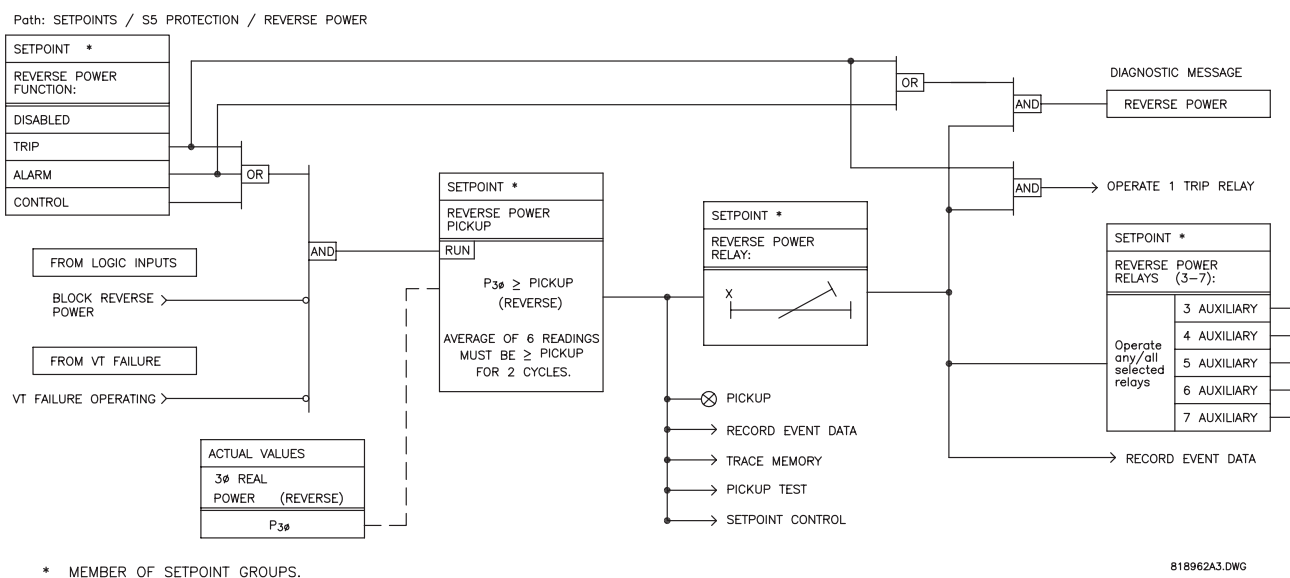 Path: SETPOINTS / S5 PROTECTION / REVERSE POWER
SETPOINT *
REVERSE POWER
FUNCTION:
DISABLED
TRIP
ALARM
CONTROL
OR
FROM LOGIC INPUTS
BLOCK REVERSE
POWER
FROM VT FAILURE
VT FAILURE OPERATING
AND
ACTUAL VALUES
3ø REAL
POWER (REVERSE)
P3ø
SETPOINT *
REVERSE POWER
PICKUP
RUN
P3ø ≥ PICKUP
(REVERSE)
AVERAGE OF 6 READINGS
MUST BE ≥ PICKUP
FOR 2 CYCLES.
SETPOINT *
REVERSE POWER
RELAY:
X
PICKUP
RECORD EVENT DATA
TRACE MEMORY
PICKUP TEST
SETPOINT CONTROL
OR
AND
DIAGNOSTIC MESSAGE
REVERSE POWER
AND
OPERATE 1 TRIP RELAY
SETPOINT *
REVERSE POWER
RELAYS (3-7):
Operate
any/all
selected
relays
3 AUXILIARY
4 AUXILIARY
5 AUXILIARY
6 AUXILIARY
7 AUXILIARY
RECORD EVENT DATA
* MEMBER OF SETPOINT GROUPS.
818962A3.DWG